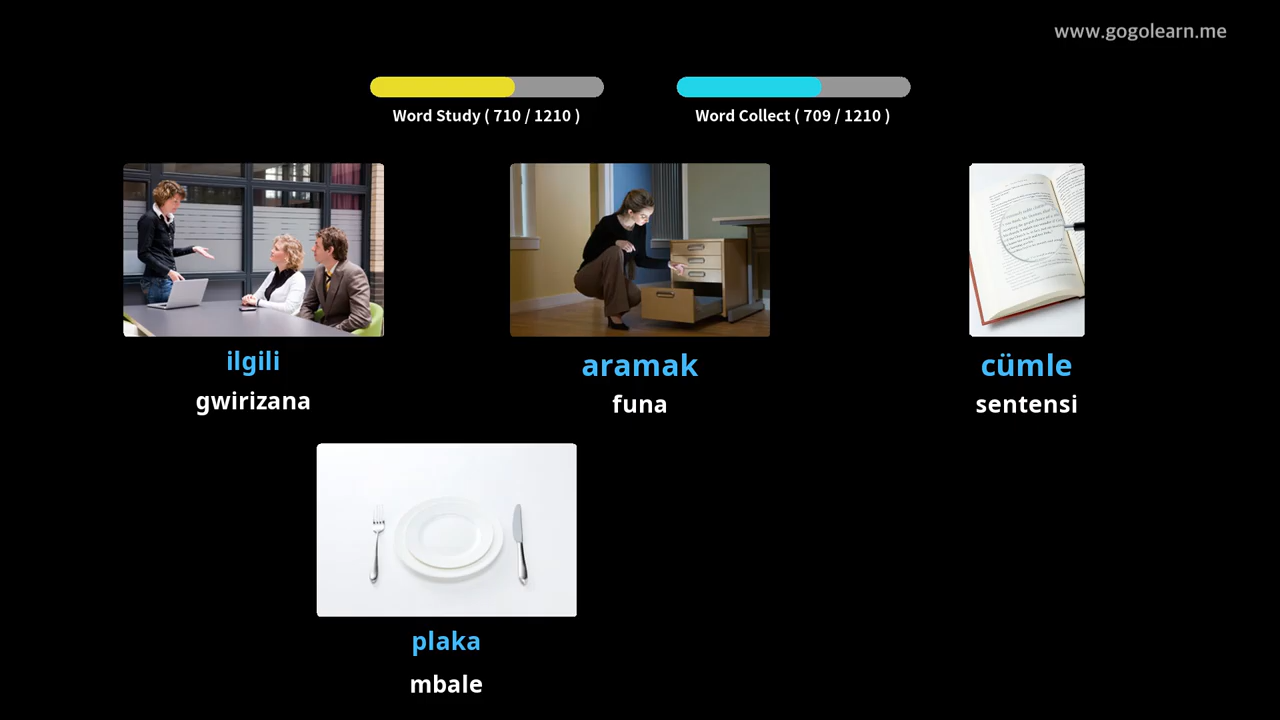 www.gogolearn.me
Word Study ( 710 / 1210 )
Word Collect ( 709 / 1210 )
ilgili
gwirizana
aramak
funa
cümle
sentensi
plaka
mbale